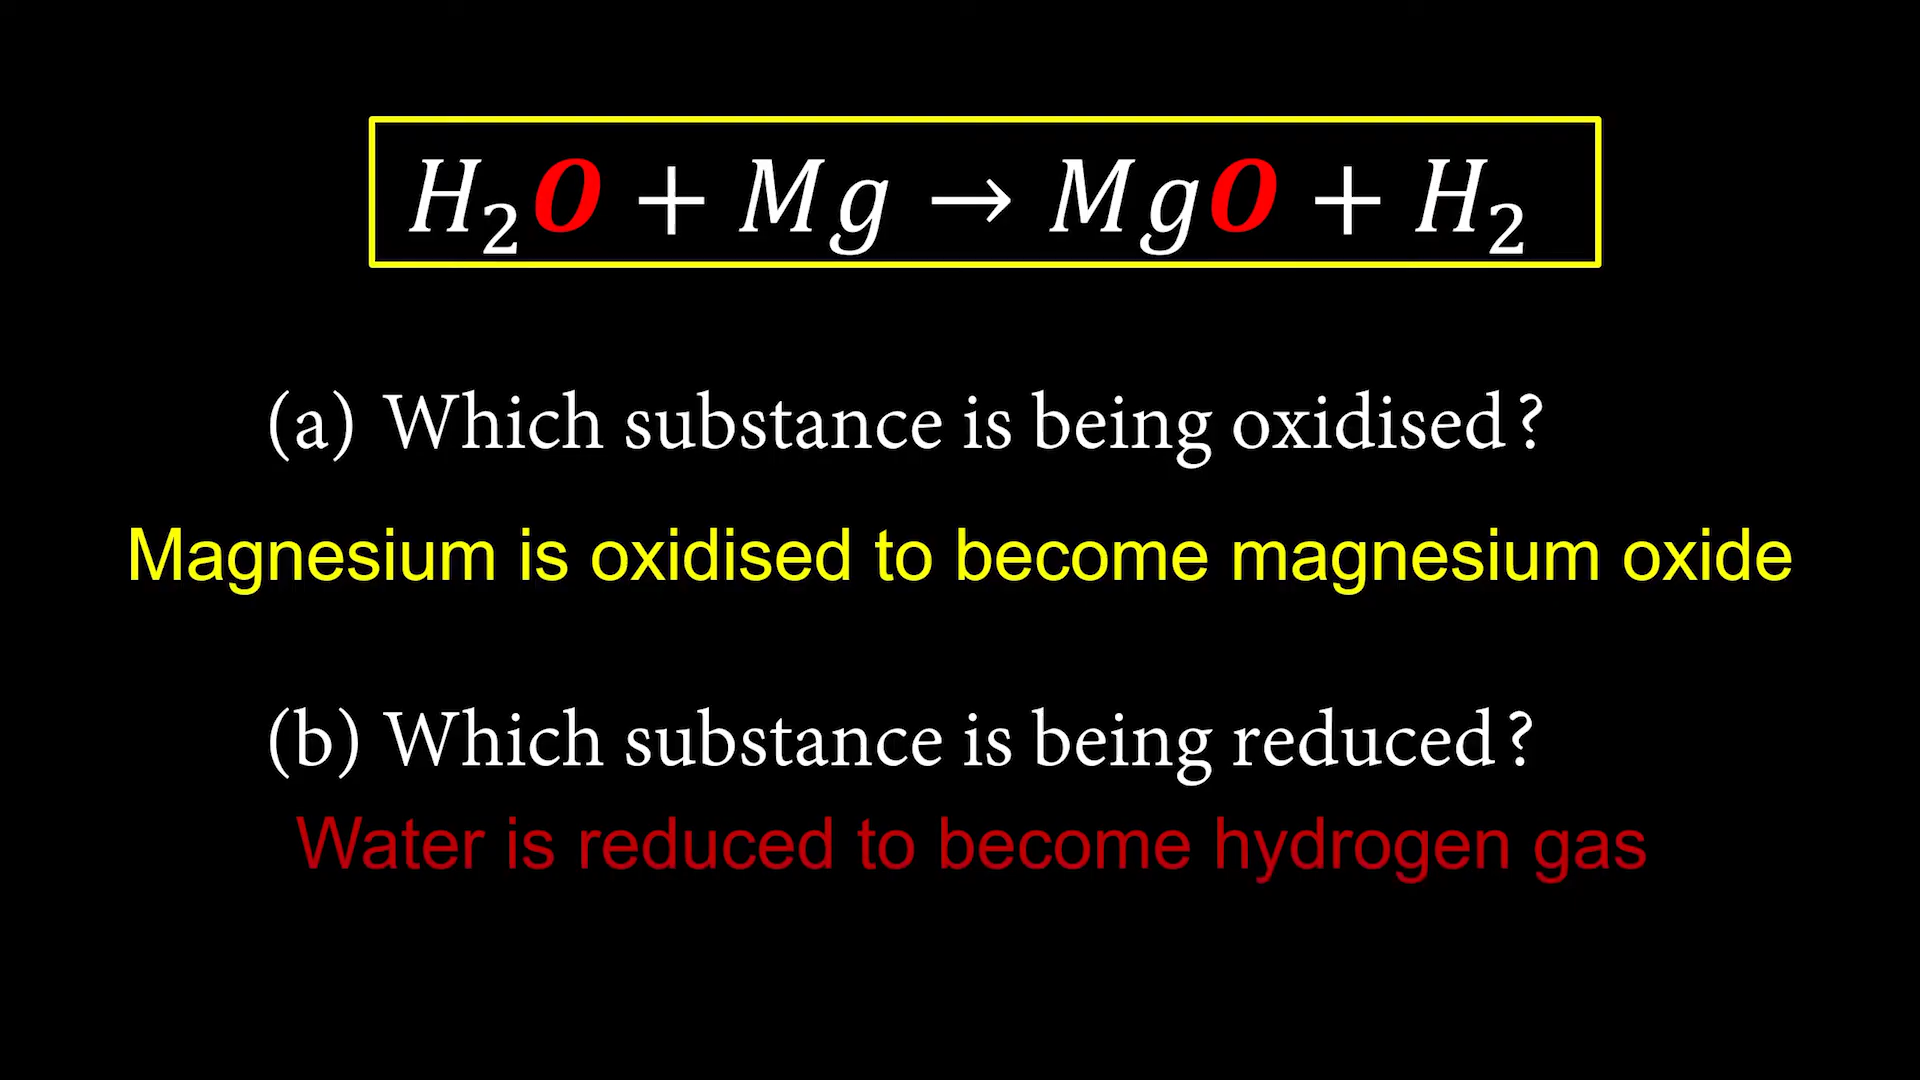 H₂O + Mg → MgO + H₂
(a) Which substance is being oxidised?
Magnesium is oxidised to become magnesium oxide
(b) Which substance is being reduced?
Water is reduced to become hydrogen gas